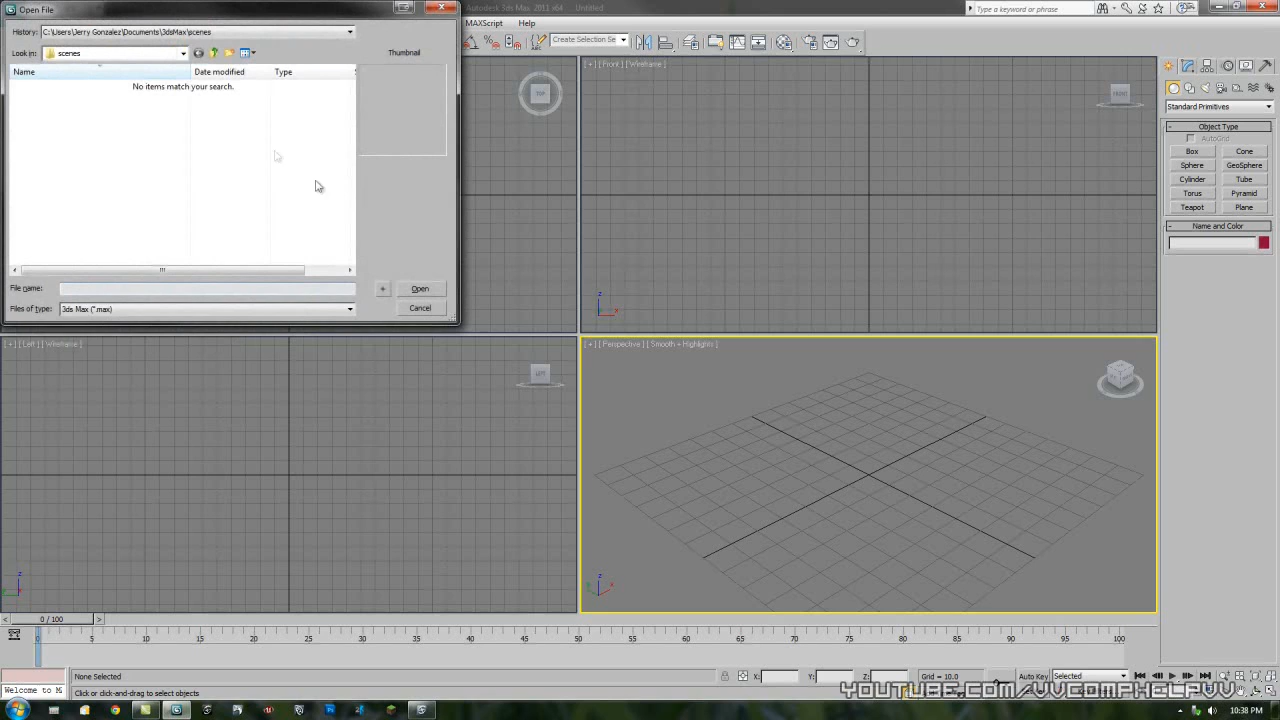 Open File
Autodesk 3ds Max 2011 x64
Untitled
Type a keyword or phrase
History: C:\Users\Jerry Gonzalez\Documents\3dsMax\scenes
MAXScript Help
Look in: scenes
Thumbnail
Create Selection Se
Name Date modified Type
No items match your search.
File name:
Open
Files of type: 3ds Max (*.max)
Cancel
TOP
[ + ] [ Front ] [ Wireframe ]
FRONT
Standard Primitives
- Object Type
AutoGrid
Box Cone
Sphere GeoSphere
Cylinder Tube
Torus Pyramid
Teapot Plane
- Name and Color
z
x
[ + ] [ Left ] [ Wireframe ]
LEFT
[ + ] [ Perspective ] [ Smooth + Highlights ]
z
z
x
< 0 / 100 >
0 5 10 15 20 25 30 35 40 45 50 55 60 65 70 75 80 85 90 95 100
None Selected
X: Y: Z: Grid = 10.0
Auto Key Selected
Welcome to M
Click or click-and-drag to select objects
YouTube.com/vvCompHelpvv
10:38 PM